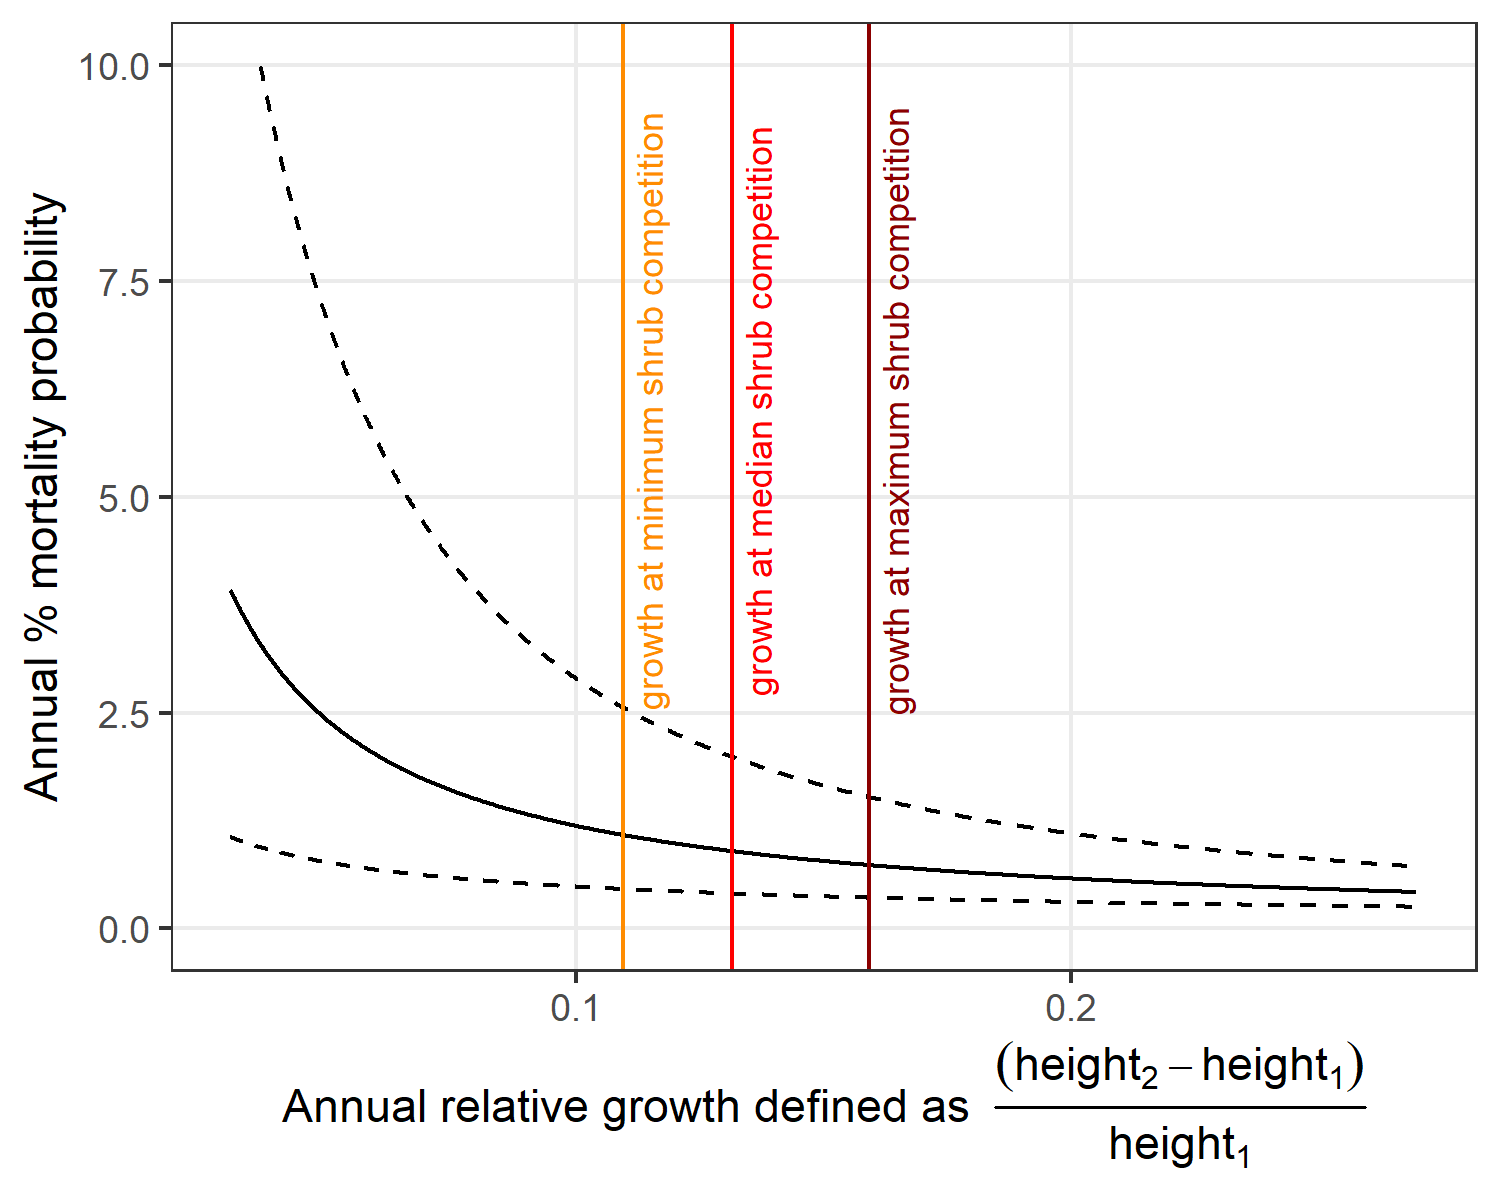 Annual % mortality probability
10.0
7.5
5.0
2.5
0.0
growth at minimum shrub competition
growth at median shrub competition
growth at maximum shrub competition
0.1
0.2
Annual relative growth defined as
(height₂ − height₁)
height₁